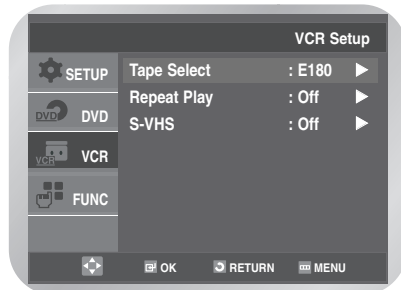 VCR Setup
SETUP
DVD DVD
VCR VCR
FUNC
Tape Select : E180
Repeat Play : Off
S-VHS : Off
OK RETURN MENU